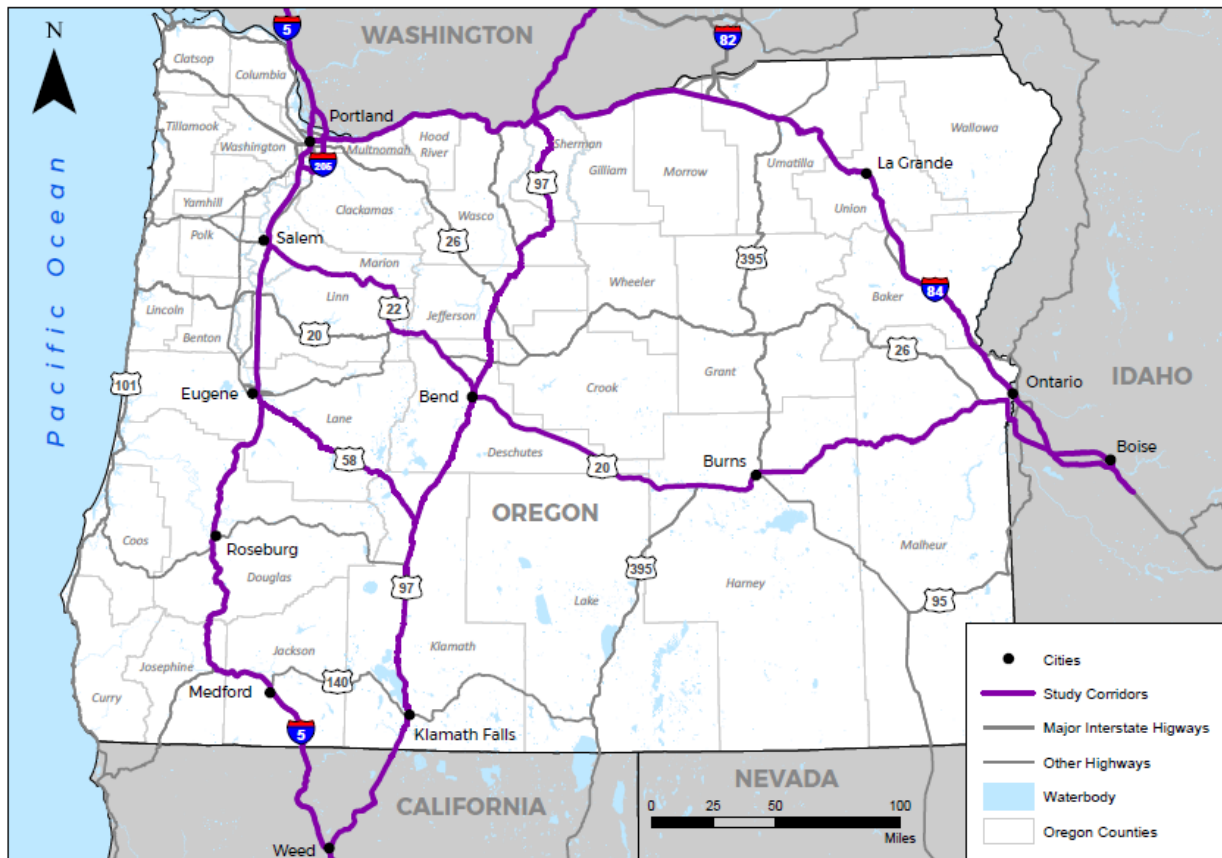 5
WASHINGTON
82
N
Clatsop
Columbia
Portland
Tillamook
Washington
Multnomah
Hood
River
Sherman
Gilliam
Morrow
Umatilla
Wallowa
La Grande
Union
205
97
Yamhill
Clackamas
Wasco
26
Polk
Salem
Marion
395
Wheeler
84
Baker
Pacific Ocean
Lincoln
Linn
22
Jefferson
Benton
20
26
101
Eugene
Lane
Bend
Crook
Grant
Ontario
IDAHO
58
Deschutes
20
Burns
Boise
OREGON
Coos
Roseburg
Douglas
97
395
Malheur
Lake
Harney
95
Josephine
Jackson
Klamath
Curry
Medford
140
5
Klamath Falls
CALIFORNIA
NEVADA
Weed
0 25 50 100
Miles
Cities
Study Corridors
Major Interstate Higways
Other Highways
Waterbody
Oregon Counties